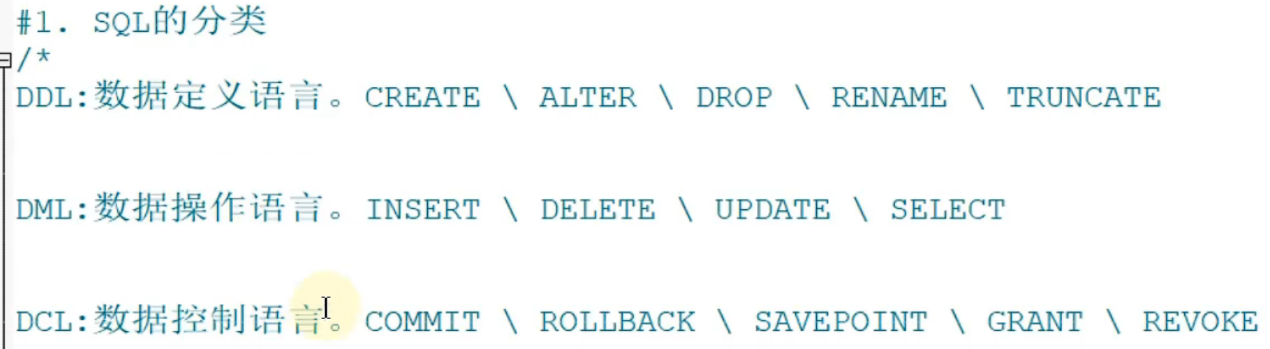 #1. SQL的分类
/*
DDL:数据定义语言。CREATE \ ALTER \ DROP \ RENAME \ TRUNCATE
DML:数据操作语言。INSERT \ DELETE \ UPDATE \ SELECT
DCL:数据控制语言。COMMIT \ ROLLBACK \ SAVEPOINT \ GRANT \ REVOKE